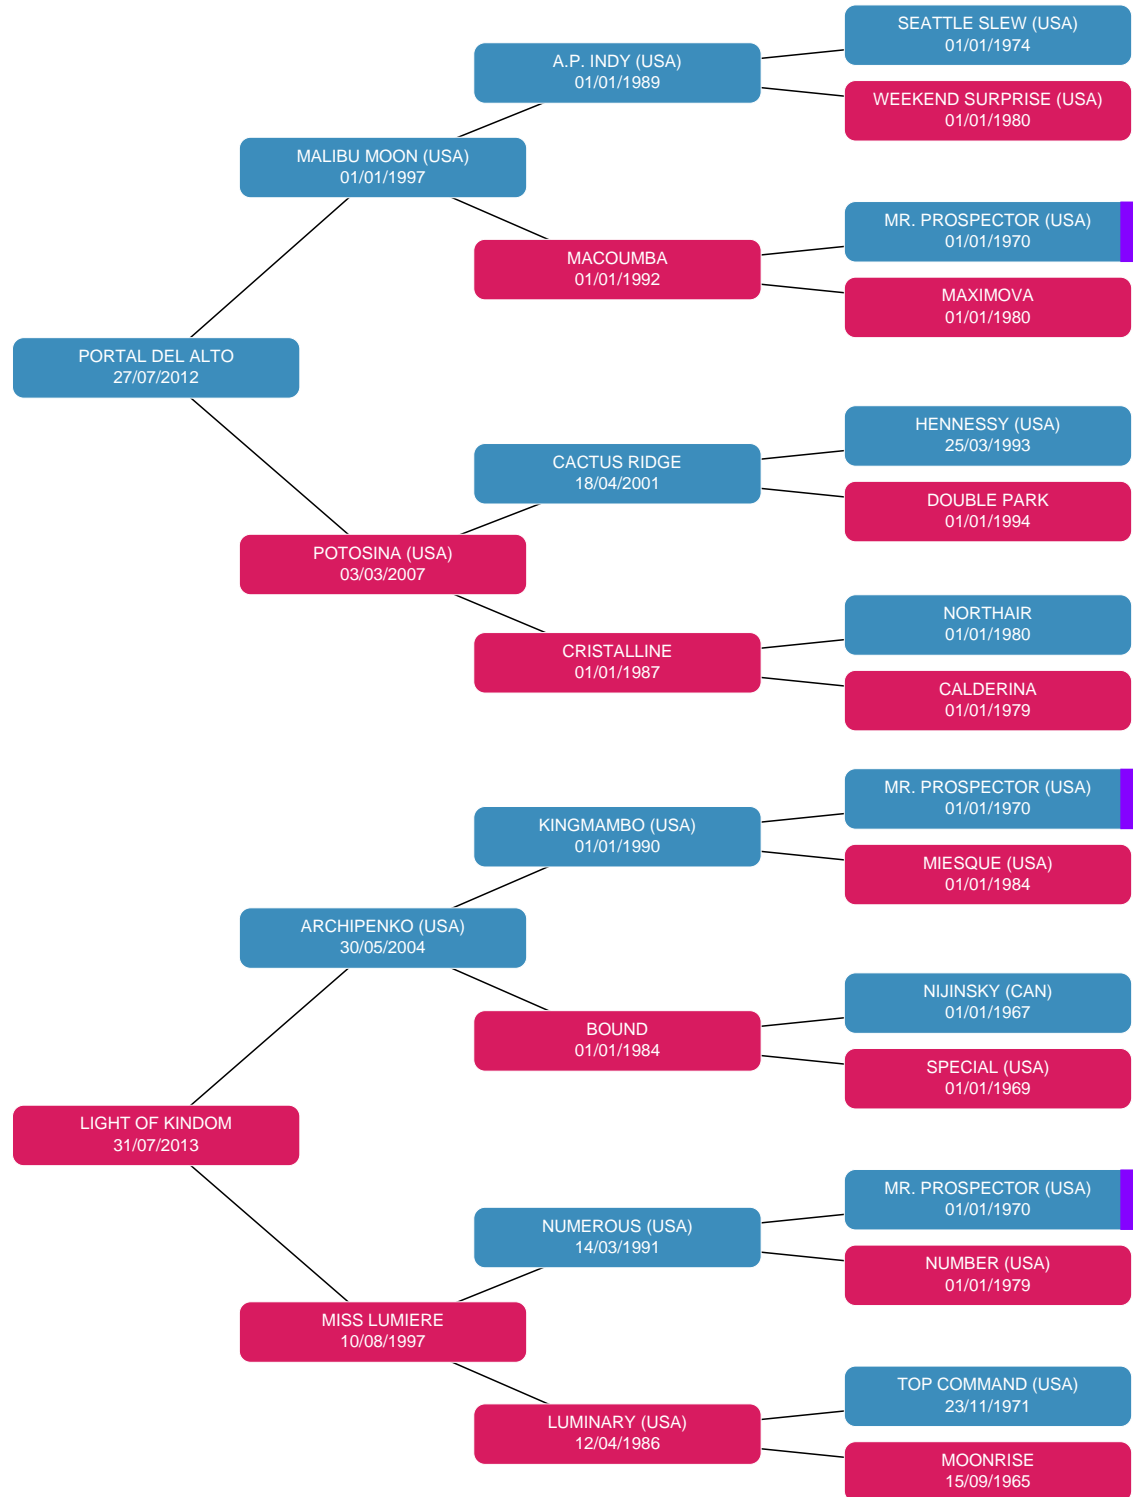 SEATTLE SLEW (USA)
01/01/1974
A.P. INDY (USA)
01/01/1989
WEEKEND SURPRISE (USA)
01/01/1980
MALIBU MOON (USA)
01/01/1997
MR. PROSPECTOR (USA)
01/01/1970
MACOUMBA
01/01/1992
MAXIMOVA
01/01/1980
PORTAL DEL ALTO
27/07/2012
HENNESSY (USA)
25/03/1993
CACTUS RIDGE
18/04/2001
DOUBLE PARK
01/01/1994
POTOSINA (USA)
03/03/2007
NORTHAIR
01/01/1980
CRISTALLINE
01/01/1987
CALDERINA
01/01/1979
MR. PROSPECTOR (USA)
01/01/1970
KINGMAMBO (USA)
01/01/1990
MIESQUE (USA)
01/01/1984
ARCHIPENKO (USA)
30/05/2004
NIJINSKY (CAN)
01/01/1967
BOUND
01/01/1984
SPECIAL (USA)
01/01/1969
LIGHT OF KINDOM
31/07/2013
MR. PROSPECTOR (USA)
01/01/1970
NUMEROUS (USA)
14/03/1991
NUMBER (USA)
01/01/1979
MISS LUMIERE
10/08/1997
TOP COMMAND (USA)
23/11/1971
LUMINARY (USA)
12/04/1986
MOONRISE
15/09/1965